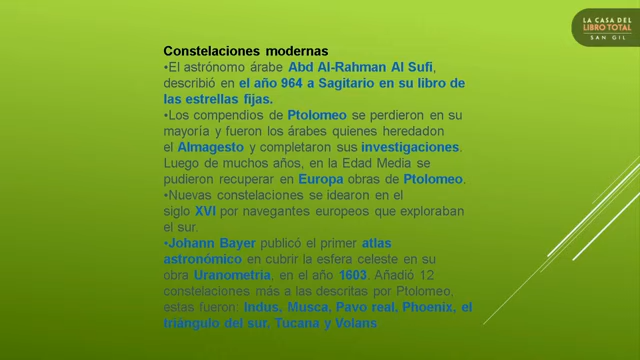 LA CASA DEL
LIBRO TOTAL
SAN GIL
Constelaciones modernas
•El astrónomo árabe Abd Al-Rahman Al Sufi,
describió en el año 964 a Sagitario en su libro de
las estrellas fijas.
•Los compendios de Ptolomeo se perdieron en su
mayoría y fueron los árabes quienes heredadon
el Almagesto y completaron sus investigaciones.
Luego de muchos años, en la Edad Media se
pudieron recuperar en Europa obras de Ptolomeo.
•Nuevas constelaciones se idearon en el
siglo XVI por navegantes europeos que exploraban
el sur.
•Johann Bayer publicó el primer atlas
astronómico en cubrir la esfera celeste en su
obra Uranometria, en el año 1603. Añadió 12
constelaciones más a las descritas por Ptolomeo,
estas fueron: Indus, Musca, Pavo real, Phoenix, el
triángulo del sur, Tucana y Volans